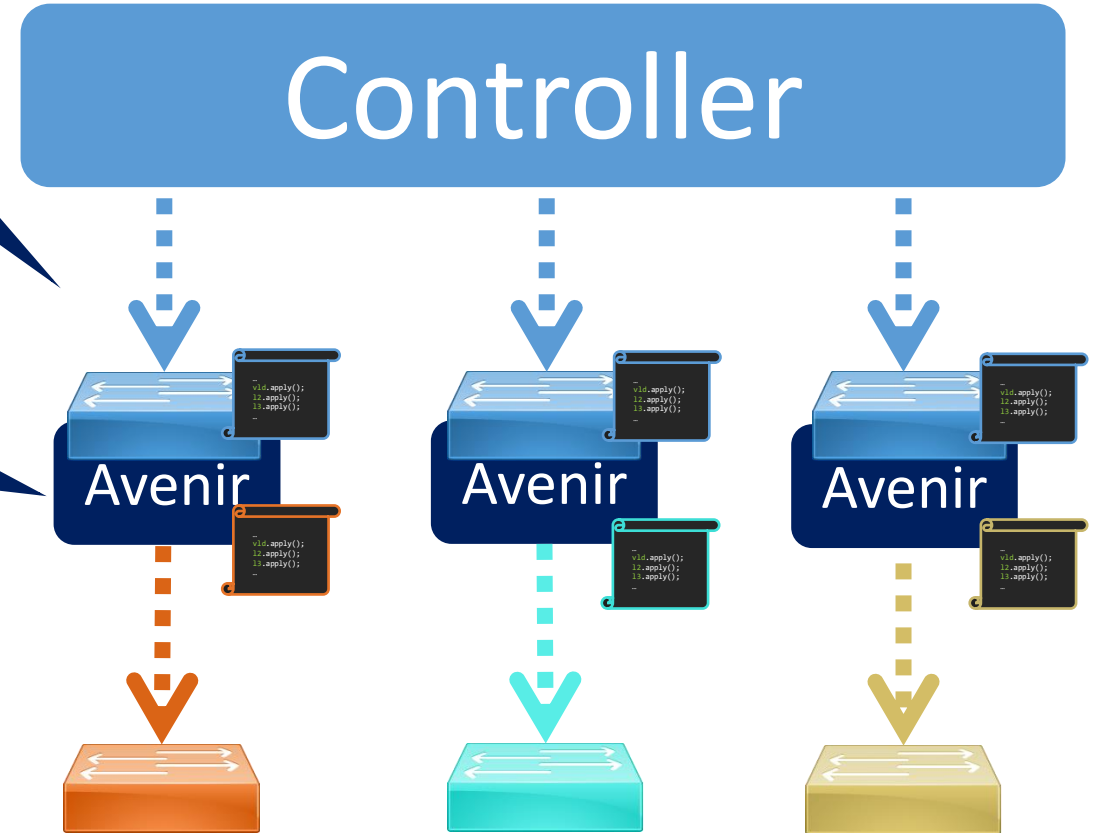 Controller
…
vld.apply();
l2.apply();
l3.apply();
…
…
vld.apply();
l2.apply();
l3.apply();
…
…
vld.apply();
l2.apply();
l3.apply();
…
Avenir
Avenir
Avenir
…
vld.apply();
l2.apply();
l3.apply();
…
…
vld.apply();
l2.apply();
l3.apply();
…
…
vld.apply();
l2.apply();
l3.apply();
…